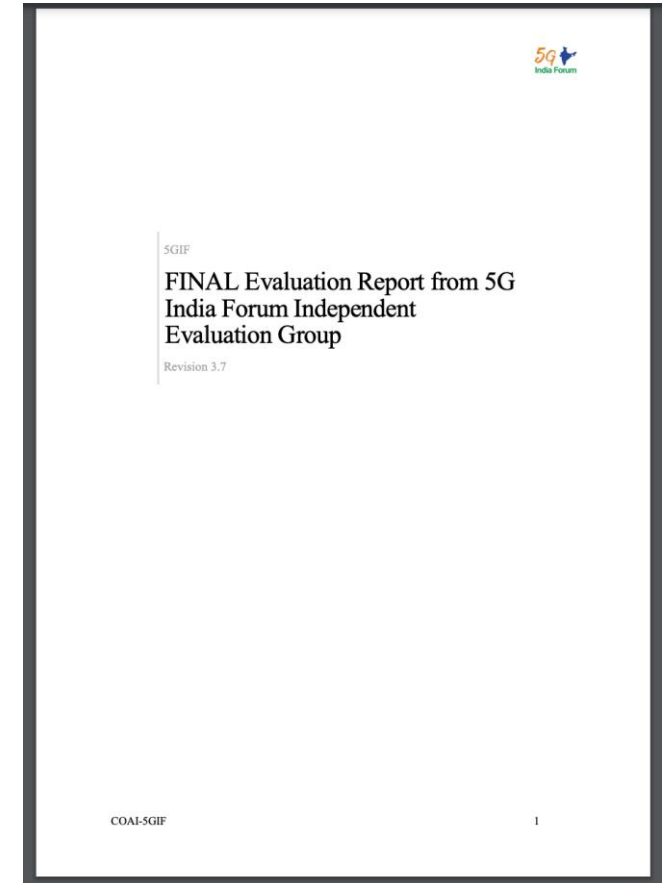 5G
India Forum
5GIF
FINAL Evaluation Report from 5G
India Forum Independent
Evaluation Group
Revision 3.7
COAI-5GIF 1